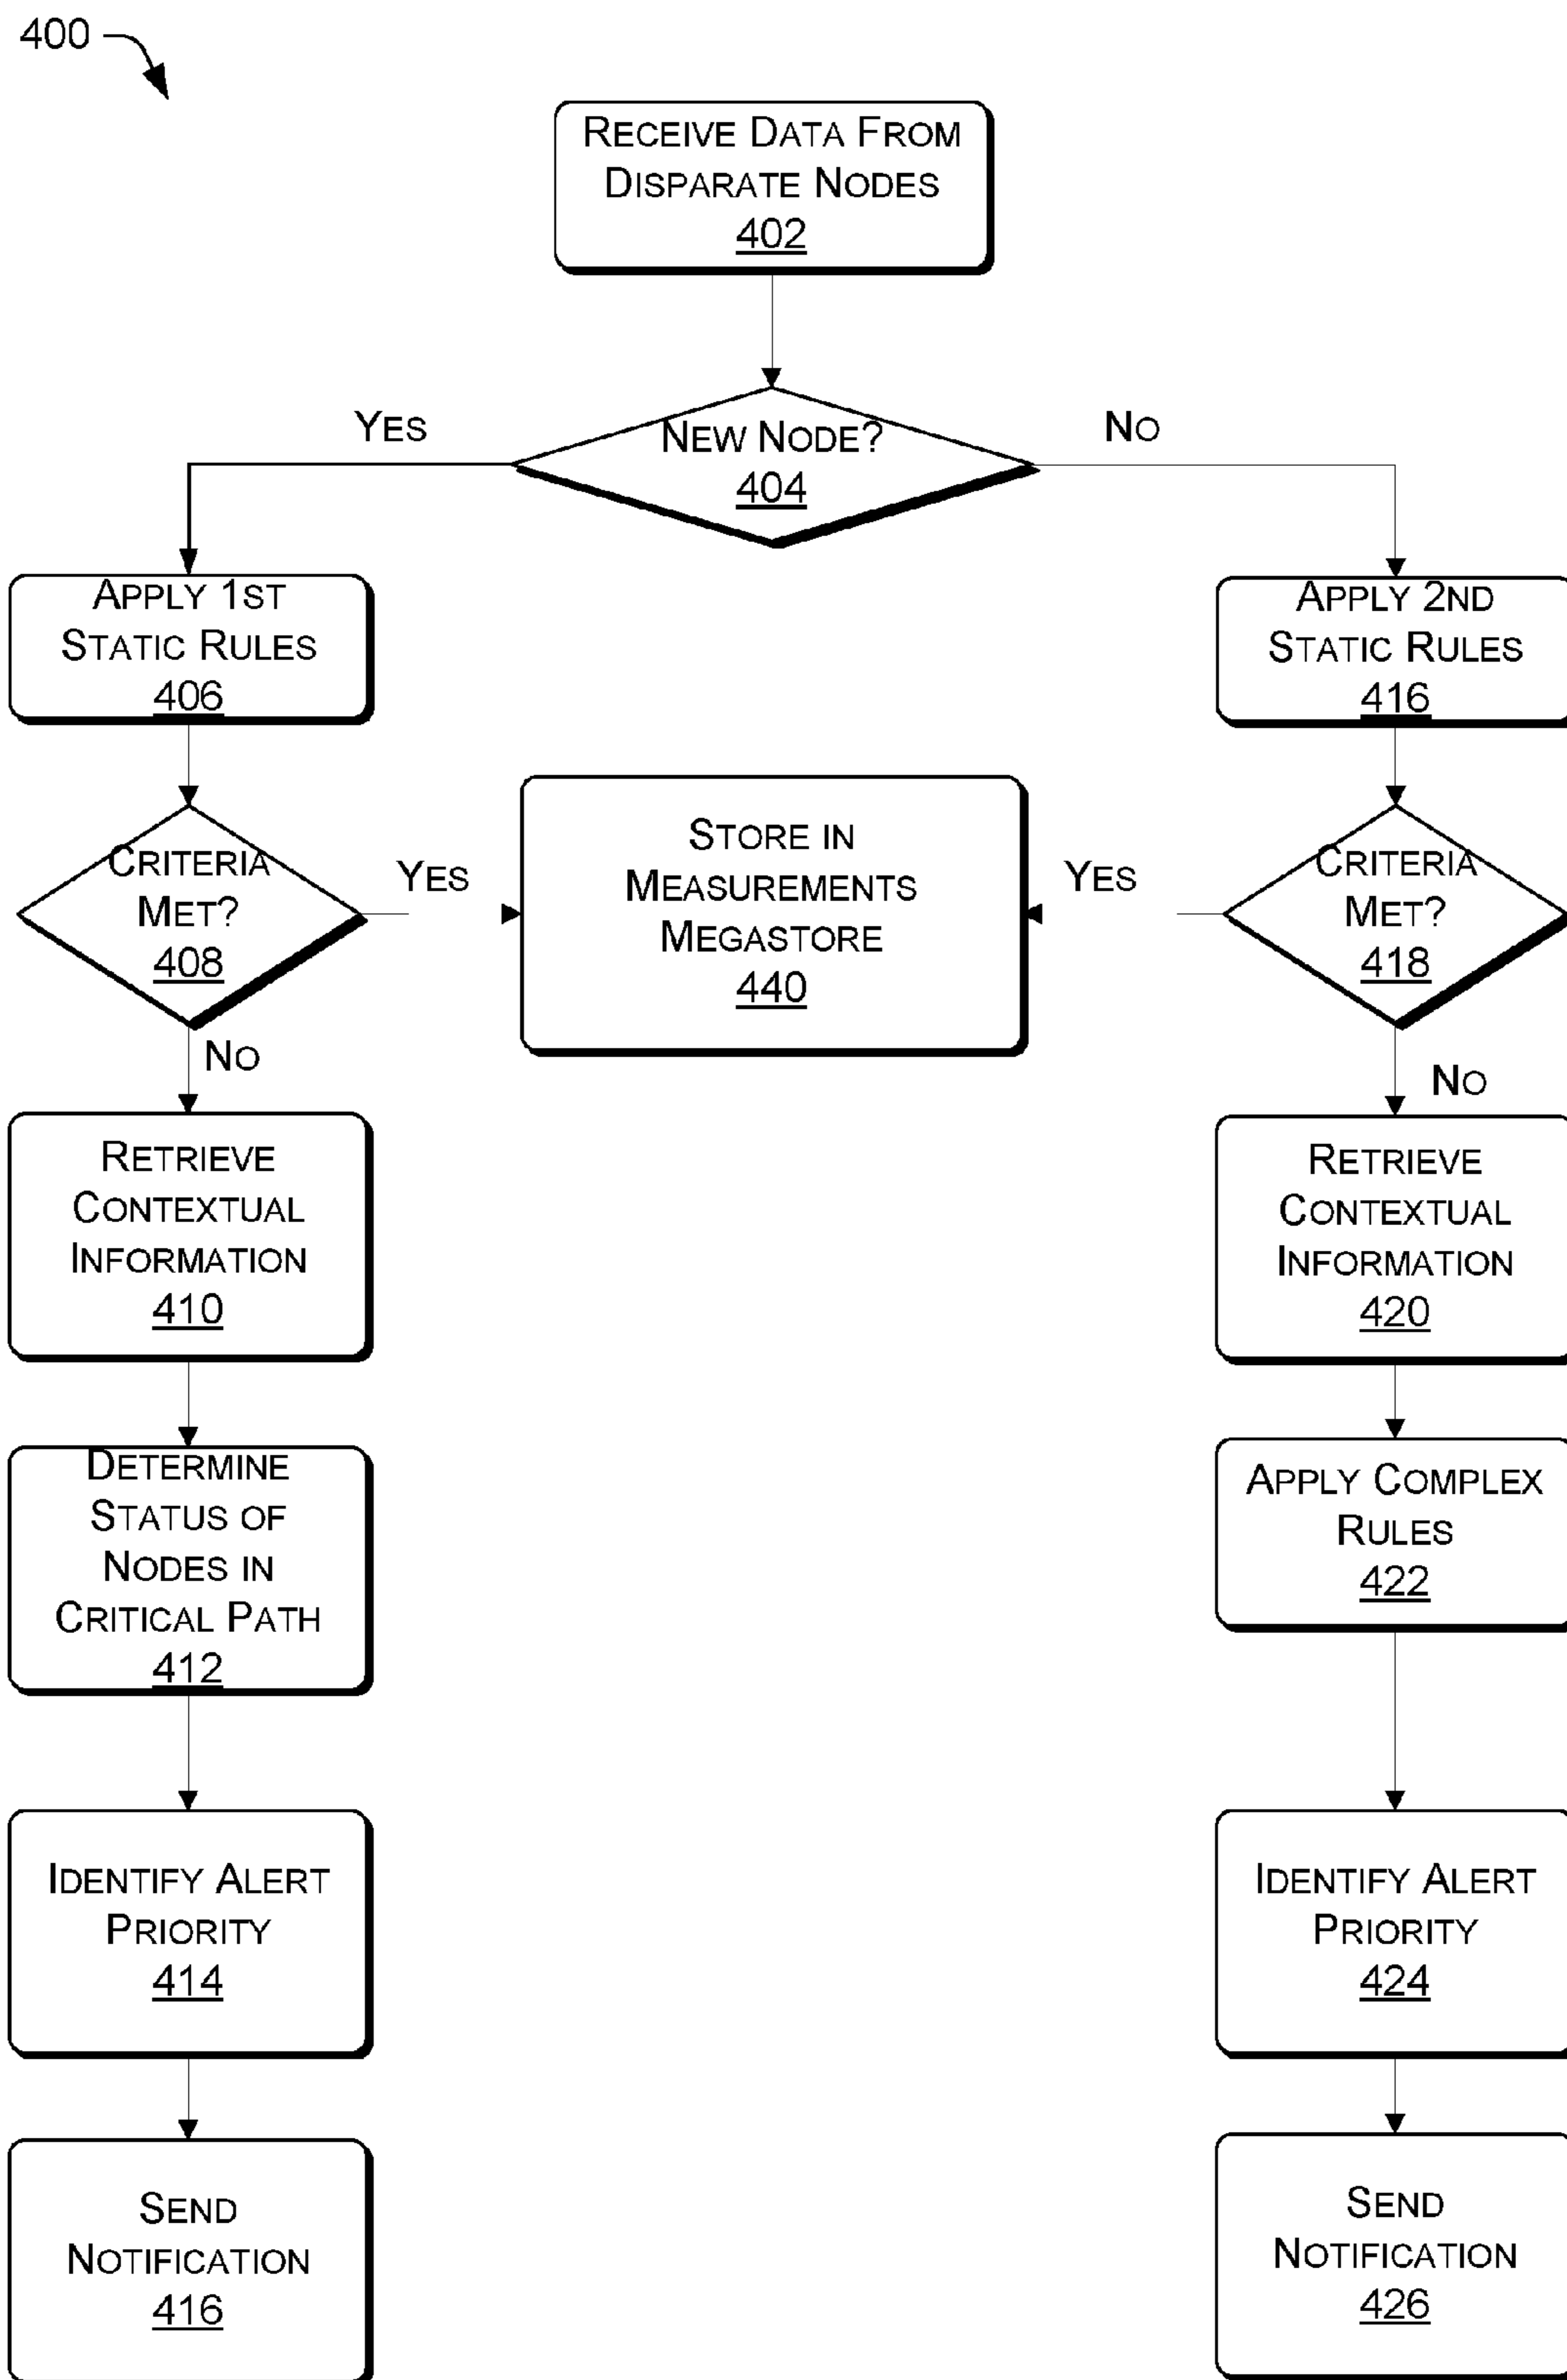 400
RECEIVE DATA FROM
DISPARATE NODES
402
YES
NEW NODE?
404
NO
APPLY 1ST
STATIC RULES
406
APPLY 2ND
STATIC RULES
416
CRITERIA
MET?
408
YES
STORE IN
MEASUREMENTS
MEGASTORE
440
YES
CRITERIA
MET?
418
NO
NO
RETRIEVE
CONTEXTUAL
INFORMATION
410
RETRIEVE
CONTEXTUAL
INFORMATION
420
DETERMINE
STATUS OF
NODES IN
CRITICAL PATH
412
APPLY COMPLEX
RULES
422
IDENTIFY ALERT
PRIORITY
414
IDENTIFY ALERT
PRIORITY
424
SEND
NOTIFICATION
416
SEND
NOTIFICATION
426